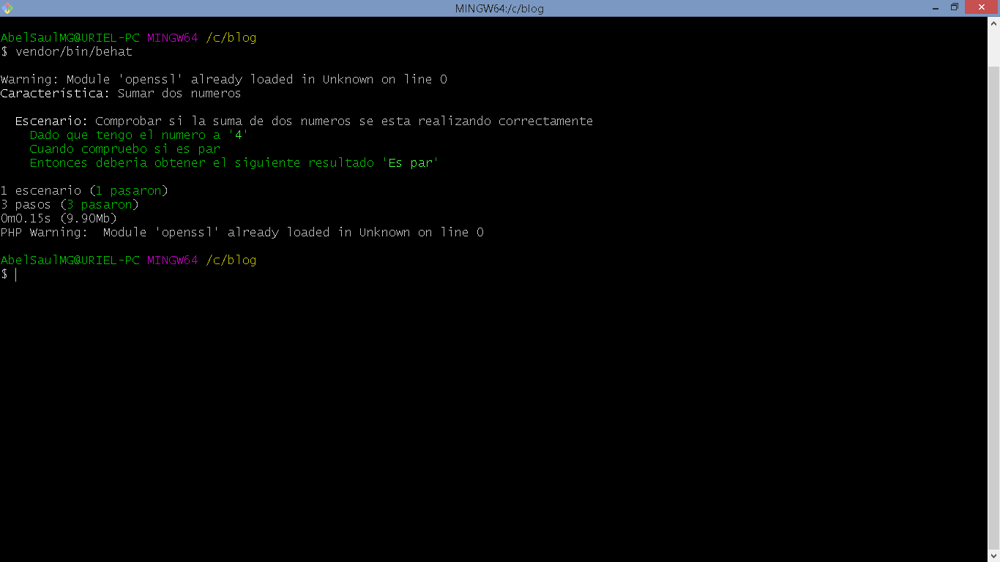 MINGW64:/c/blog
AbelSaulMG@URIEL-PC MINGW64 /c/blog
$ vendor/bin/behat
Warning: Module 'openssl' already loaded in Unknown on line 0
Característica: Sumar dos numeros
Escenario: Comprobar si la suma de dos numeros se esta realizando correctamente
Dado que tengo el numero a '4'
Cuando compruebo si es par
Entonces deberia obtener el siguiente resultado 'Es par'
1 escenario (1 pasaron)
3 pasos (3 pasaron)
0m0.15s (9.90Mb)
PHP Warning:  Module 'openssl' already loaded in Unknown on line 0
AbelSaulMG@URIEL-PC MINGW64 /c/blog
$